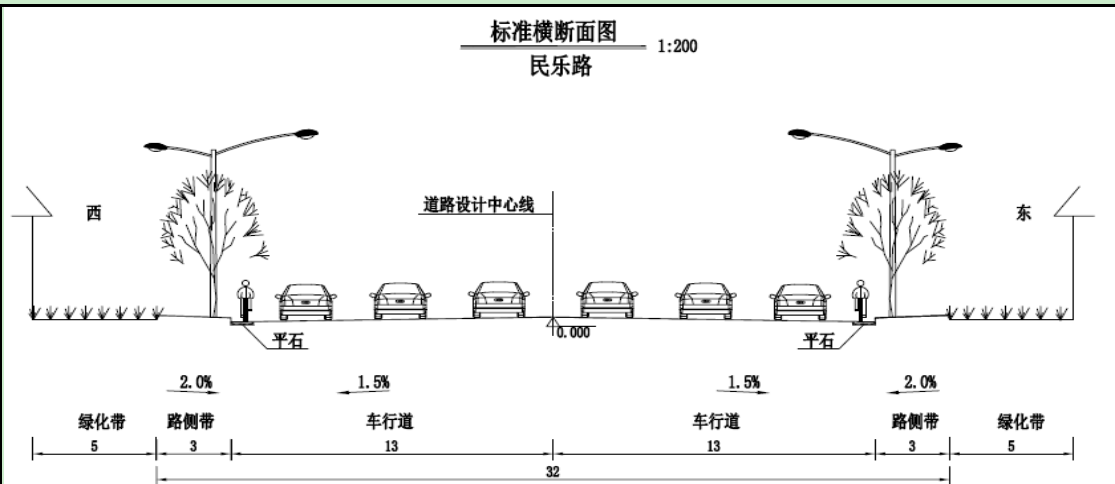 标准横断面图
1:200
民乐路
道路设计中心线
西
东
平石
0.000
平石
2.0%
1.5%
1.5%
2.0%
绿化带
路侧带
车行道
车行道
路侧带
绿化带
5
3
13
13
3
5
32